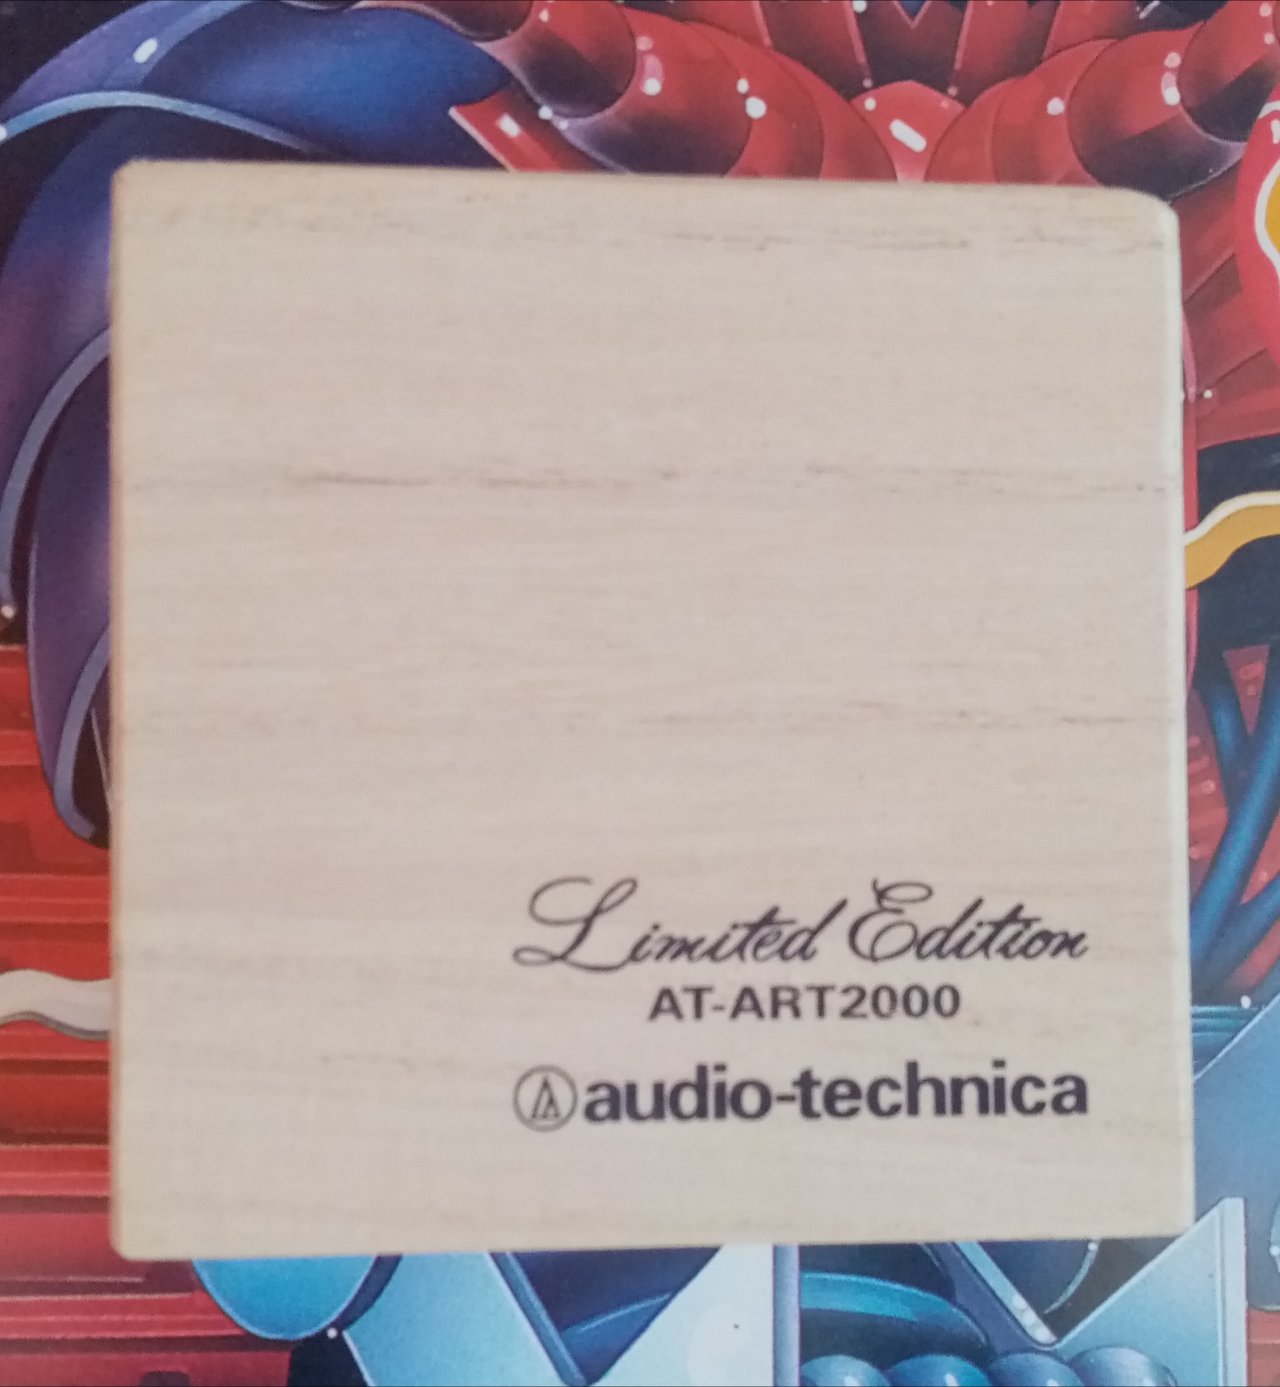 Limited Edition
AT-ART2000
audio-technica